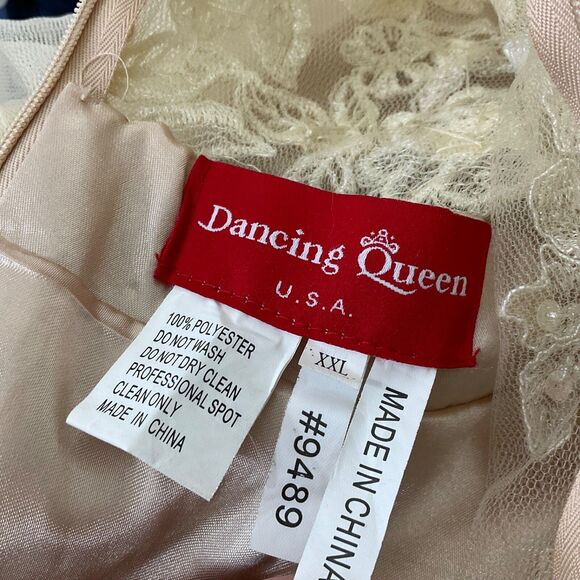 Dancing Queen
U.S.A.
100% POLYESTER
DO NOT WASH
DO NOT DRY CLEAN
PROFESSIONAL SPOT
CLEAN ONLY
MADE IN CHINA
XXL
#9489
MADE IN CHINA